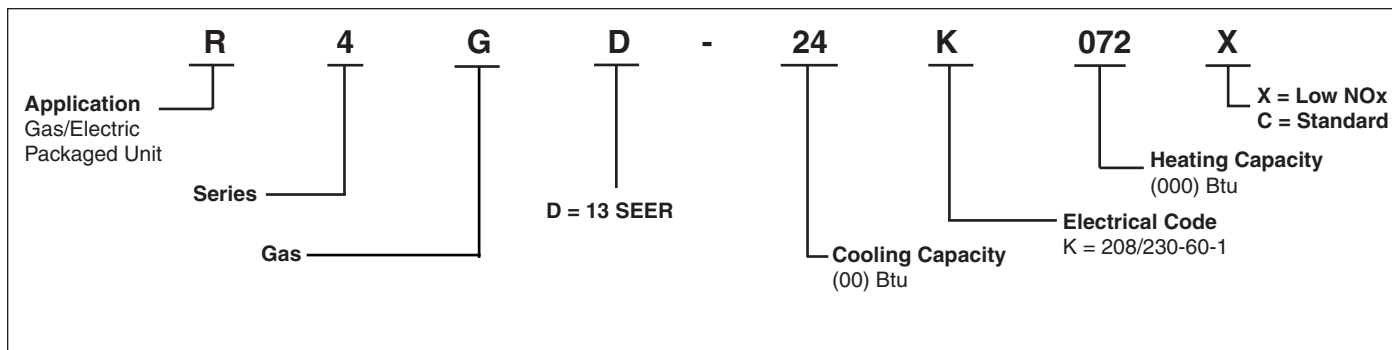 R 4 G D - 24 K 072 X
Application
Gas/Electric
Packaged Unit
Series
Gas
D = 13 SEER
Cooling Capacity
(00) Btu
Electrical Code
K = 208/230-60-1
Heating Capacity
(000) Btu
X = Low NOx
C = Standard